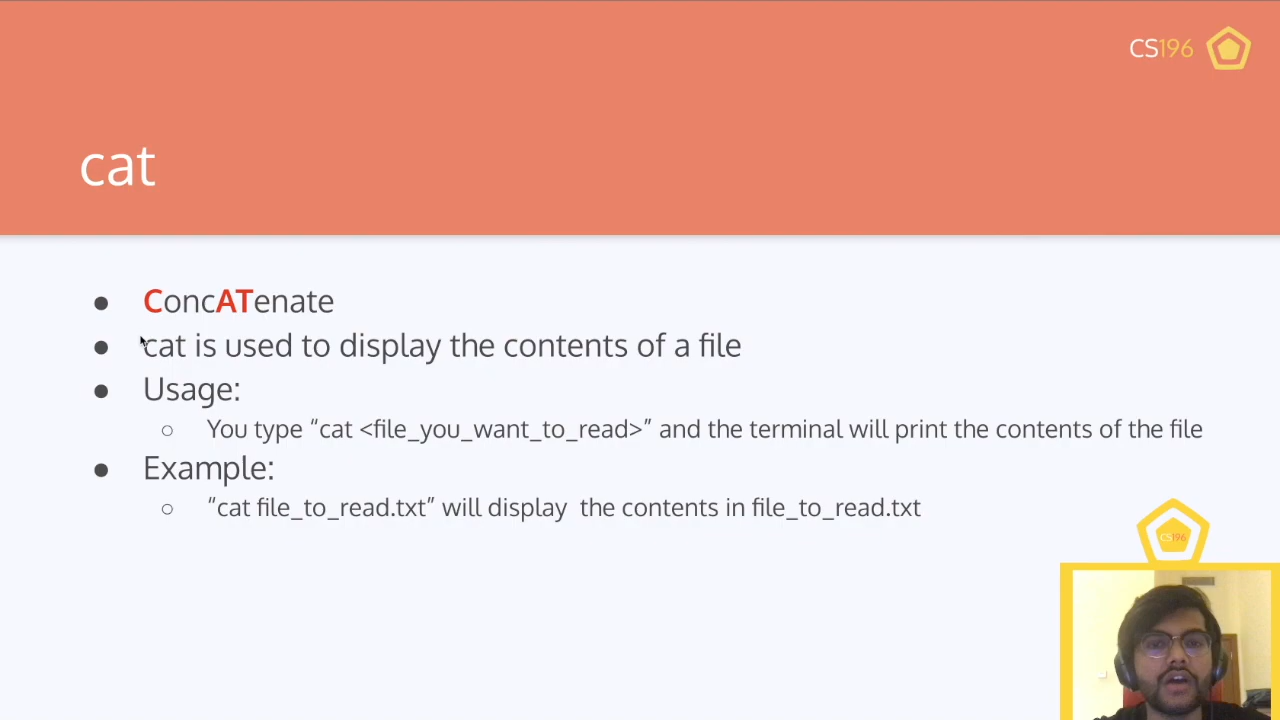 CS196
cat
● ConcATenate
● cat is used to display the contents of a file
● Usage:
○ You type “cat <file_you_want_to_read>” and the terminal will print the contents of the file
● Example:
○ “cat file_to_read.txt” will display  the contents in file_to_read.txt
CS196